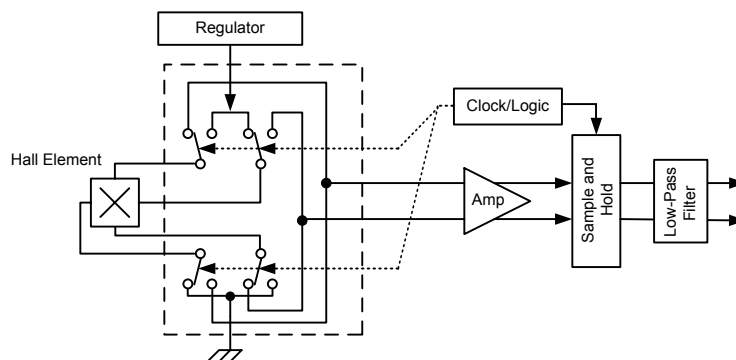 Regulator
Clock/Logic
Hall Element
Amp
Sample and
Hold
Low-Pass
Filter